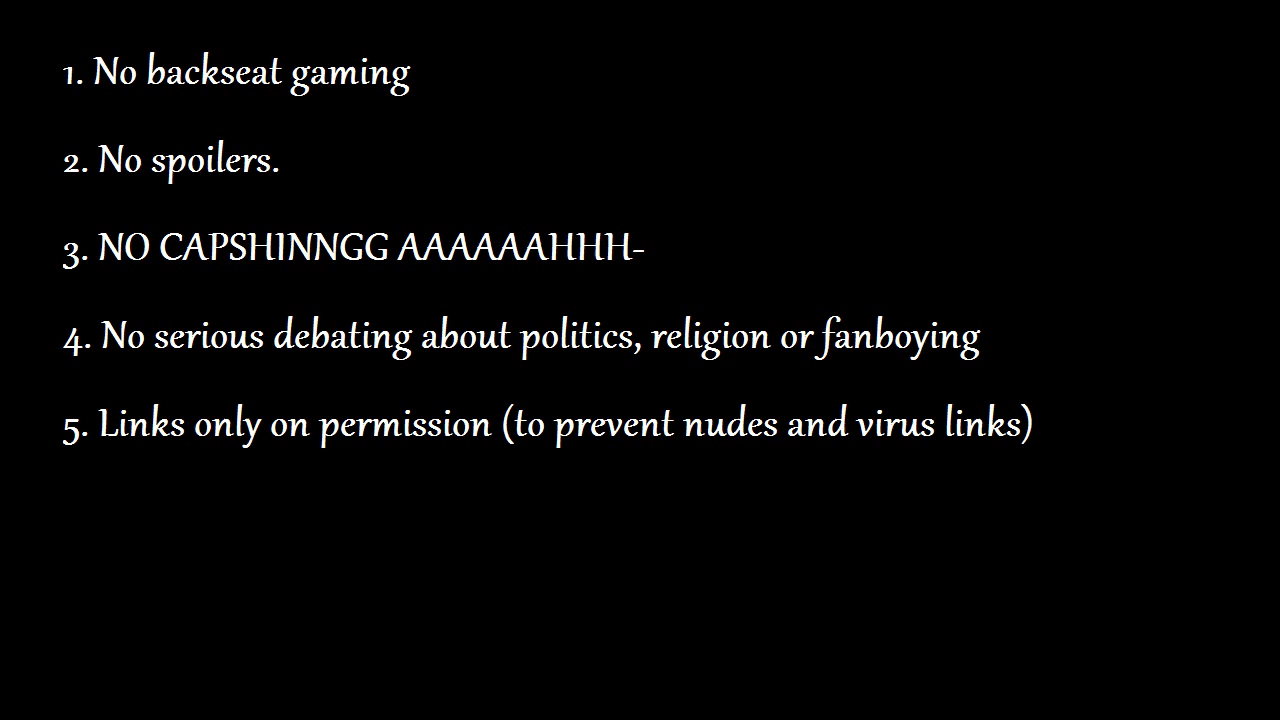 1. No backseat gaming
2. No spoilers.
3. NO CAPSHINNGG AAAAAAHHH-
4. No serious debating about politics, religion or fanboying
5. Links only on permission (to prevent nudes and virus links)